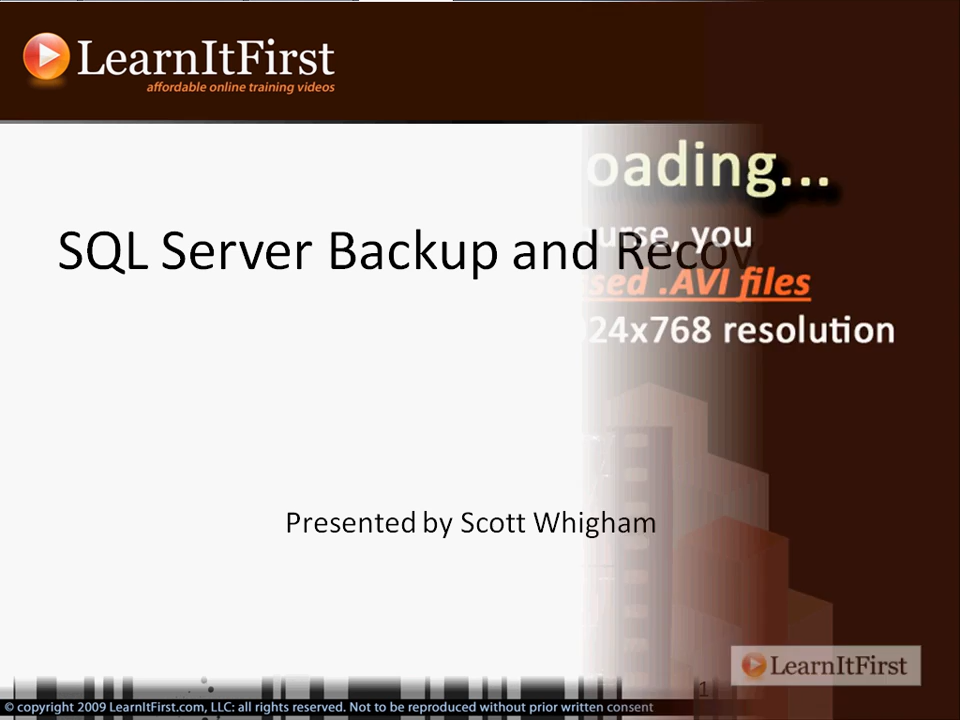 LearnItFirst
affordable online training videos
oading...
SQL Server Backup and Recov
urse, you
sed .AVI files
24x768 resolution
Presented by Scott Whigham
LearnItFirst
1
© copyright 2009 LearnItFirst.com, LLC: all rights reserved. Not to be reproduced without prior written consent